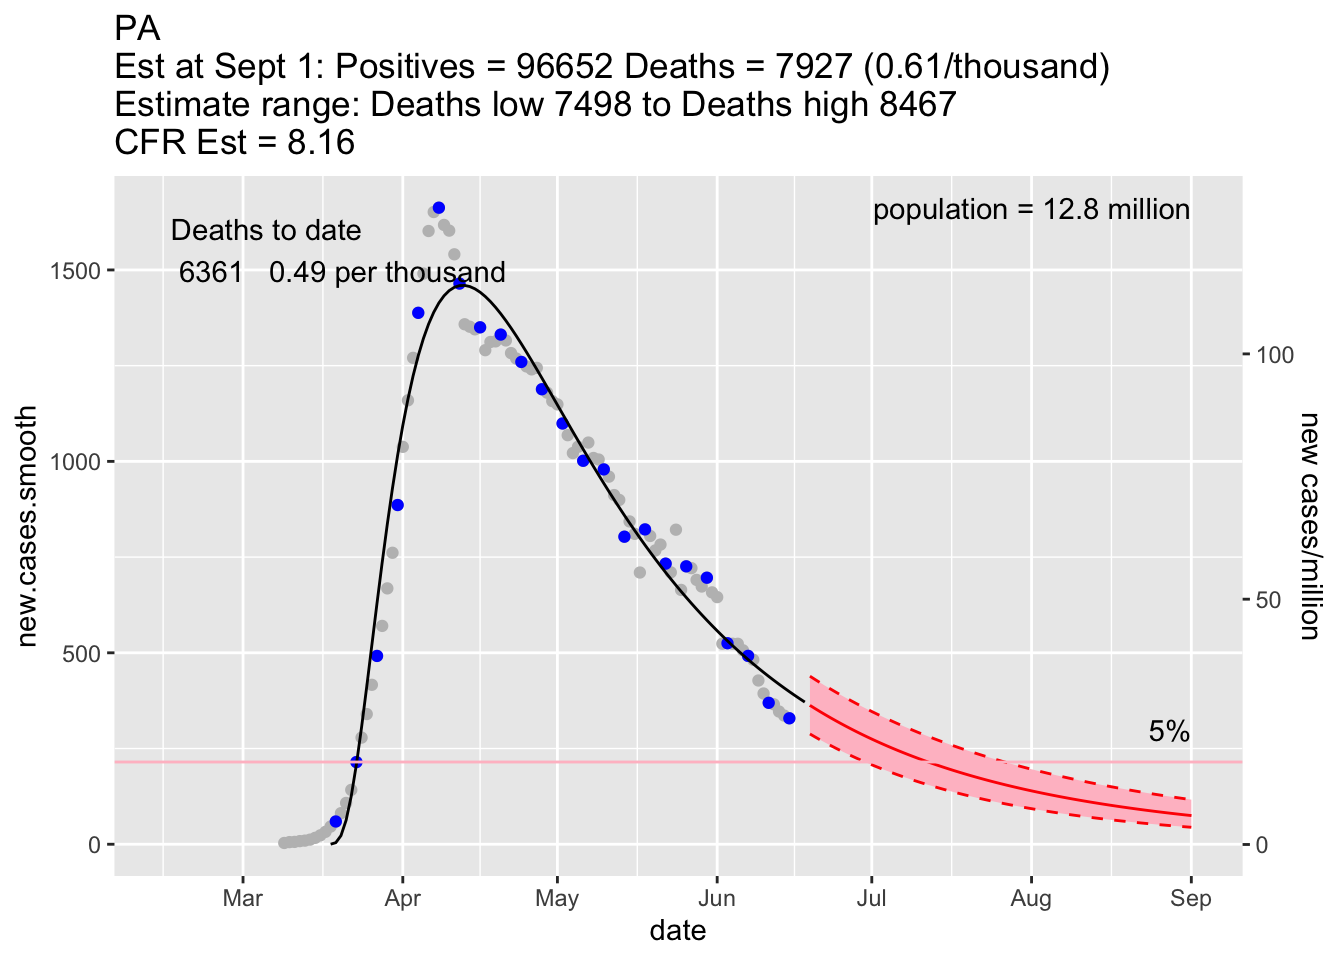 PA
Est at Sept 1: Positives = 96652 Deaths = 7927 (0.61/thousand)
Estimate range: Deaths low 7498 to Deaths high 8467
CFR Est = 8.16
population = 12.8 million
Deaths to date
6361 0.49 per thousand
1500
1000
500
0
new.cases.smooth
100
50
0
new cases/million
5%
Mar Apr May Jun Jul Aug Sep
date